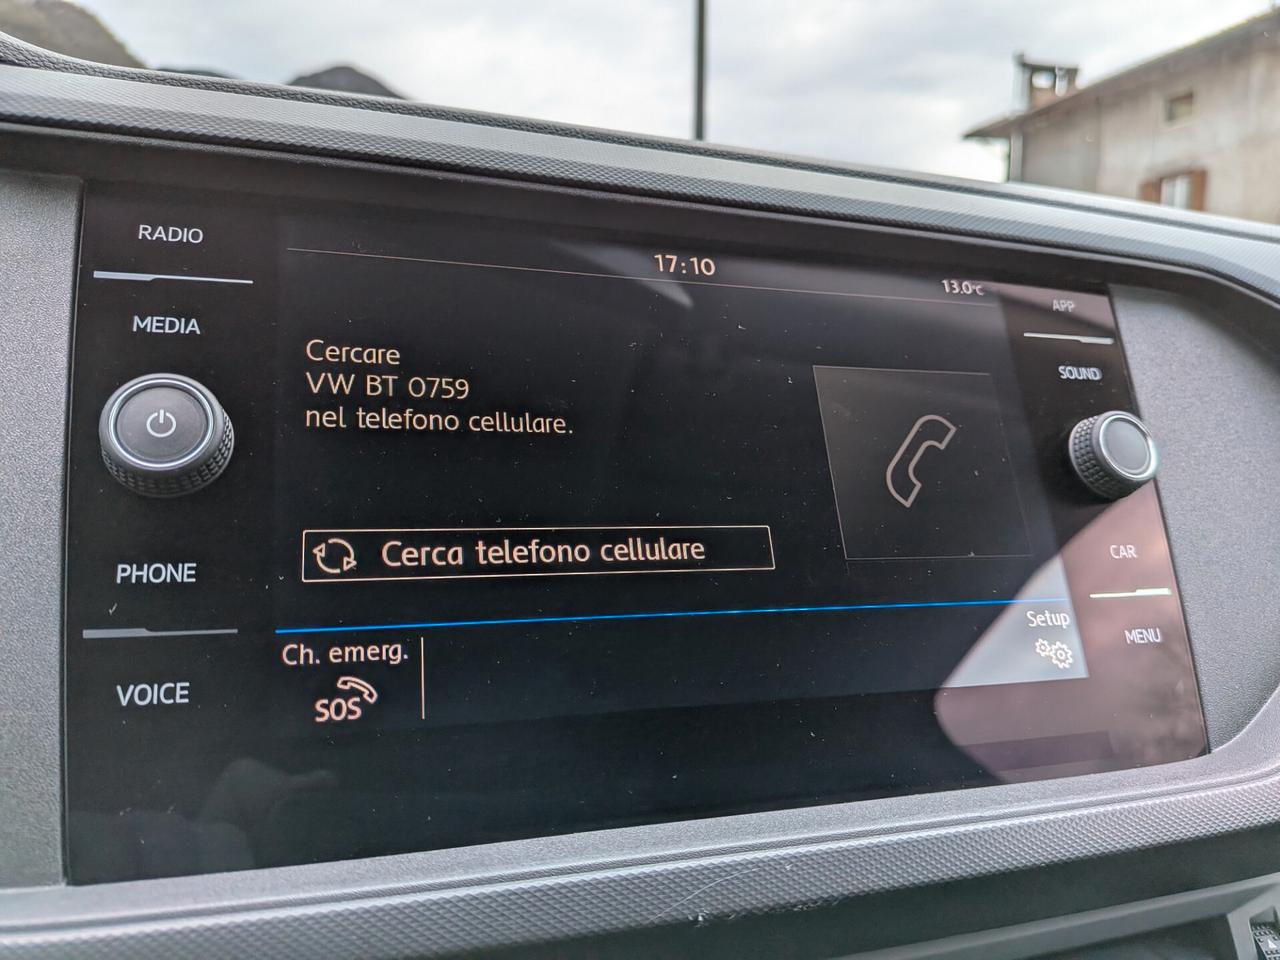 RADIO
17:10
13.0°C
APP
MEDIA
SOUND
Cercare
VW BT 0759
nel telefono cellulare.
Cerca telefono cellulare
CAR
PHONE
Setup
MENU
Ch. emerg.
SOS
VOICE